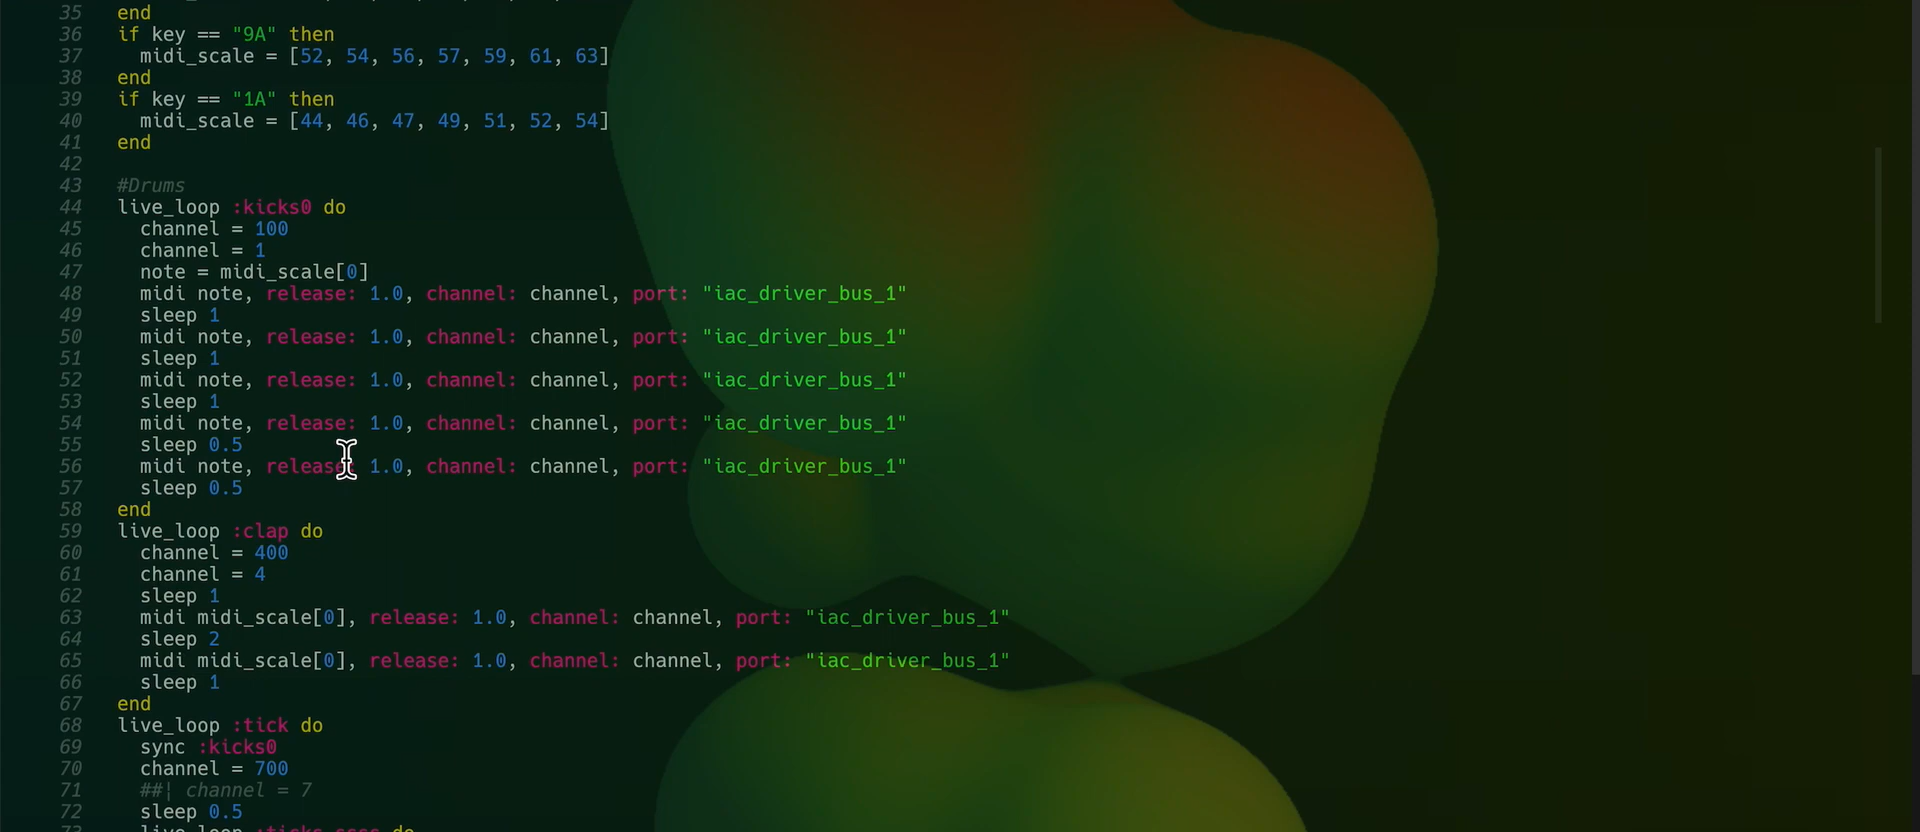 35 end
36 if key == "9A" then
37 midi_scale = [52, 54, 56, 57, 59, 61, 63]
38 end
39 if key == "1A" then
40 midi_scale = [44, 46, 47, 49, 51, 52, 54]
41 end
42
43 #Drums
44 live_loop :kicks0 do
45 channel = 100
46 channel = 1
47 note = midi_scale[0]
48 midi note, release: 1.0, channel: channel, port: "iac_driver_bus_1"
49 sleep 1
50 midi note, release: 1.0, channel: channel, port: "iac_driver_bus_1"
51 sleep 1
52 midi note, release: 1.0, channel: channel, port: "iac_driver_bus_1"
53 sleep 1
54 midi note, release: 1.0, channel: channel, port: "iac_driver_bus_1"
55 sleep 0.5
56 midi note, release: 1.0, channel: channel, port: "iac_driver_bus_1"
57 sleep 0.5
58 end
59 live_loop :clap do
60 channel = 400
61 channel = 4
62 sleep 1
63 midi midi_scale[0], release: 1.0, channel: channel, port: "iac_driver_bus_1"
64 sleep 2
65 midi midi_scale[0], release: 1.0, channel: channel, port: "iac_driver_bus_1"
66 sleep 1
67 end
68 live_loop :tick do
69 sync :kicks0
70 channel = 700
71 ##| channel = 7
72 sleep 0.5